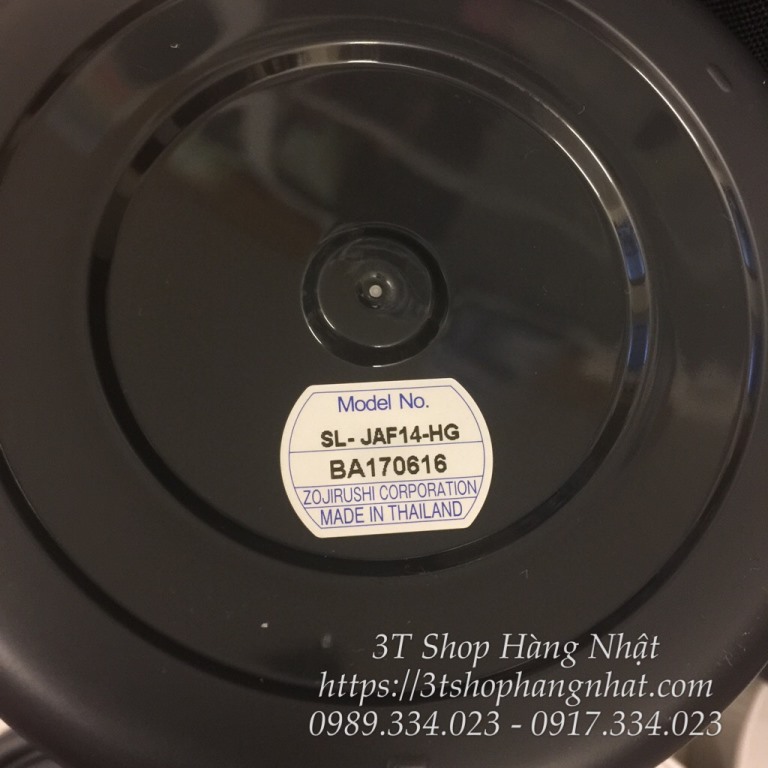 Model No.
SL- JAF14-HG
BA170616
ZOJIRUSHI CORPORATION
MADE IN THAILAND
3T Shop Hàng Nhật
https://3tshophangnhat.com
0989.334.023 - 0917.334.023